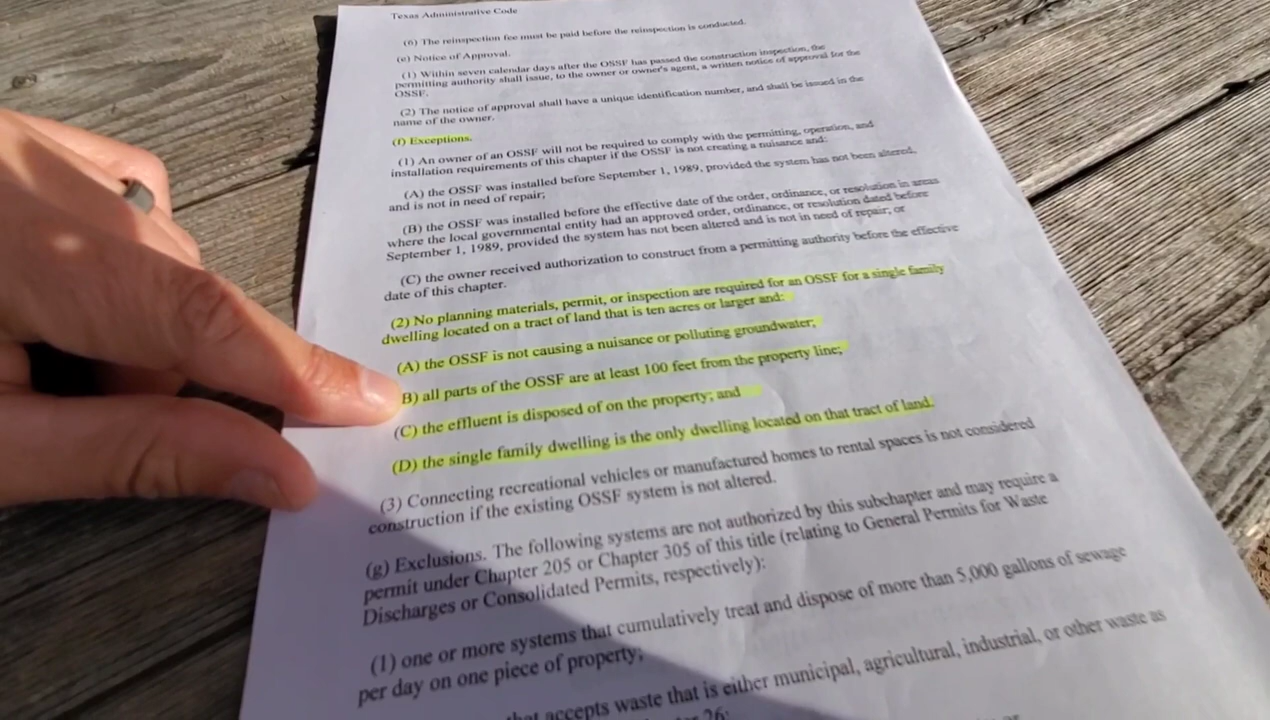 Texas Administrative Code
(6) The reinspection fee must be paid before the reinspection is conducted.
(e) Notice of Approval.
(1) Within seven calendar days after the OSSF has passed the construction inspection, the
permitting authority shall issue, to the owner or owner's agent, a written notice of approval for the
OSSF.
(2) The notice of approval shall have a unique identification number, and shall be issued in the
name of the owner.
(f) Exceptions.
(1) An owner of an OSSF will not be required to comply with the permitting, operation, and
installation requirements of this chapter if the OSSF is not creating a nuisance and:
(A) the OSSF was installed before September 1, 1989, provided the system has not been altered,
and is not in need of repair;
(B) the OSSF was installed before the effective date of the order, ordinance, or resolution in areas
where the local governmental entity had an approved order, ordinance, or resolution dated before
September 1, 1989, provided the system has not been altered and is not in need of repair; or
(C) the owner received authorization to construct from a permitting authority before the effective
date of this chapter.
(2) No planning materials, permit, or inspection are required for an OSSF for a single family
dwelling located on a tract of land that is ten acres or larger and:
(A) the OSSF is not causing a nuisance or polluting groundwater;
B) all parts of the OSSF are at least 100 feet from the property line;
(C) the effluent is disposed of on the property; and
(D) the single family dwelling is the only dwelling located on that tract of land.
(3) Connecting recreational vehicles or manufactured homes to rental spaces is not considered
construction if the existing OSSF system is not altered.
(g) Exclusions. The following systems are not authorized by this subchapter and may require a
permit under Chapter 205 or Chapter 305 of this title (relating to General Permits for Waste
Discharges or Consolidated Permits, respectively):
(1) one or more systems that cumulatively treat and dispose of more than 5,000 gallons of sewage
per day on one piece of property;
that accepts waste that is either municipal, agricultural, industrial, or other waste as
26;
or